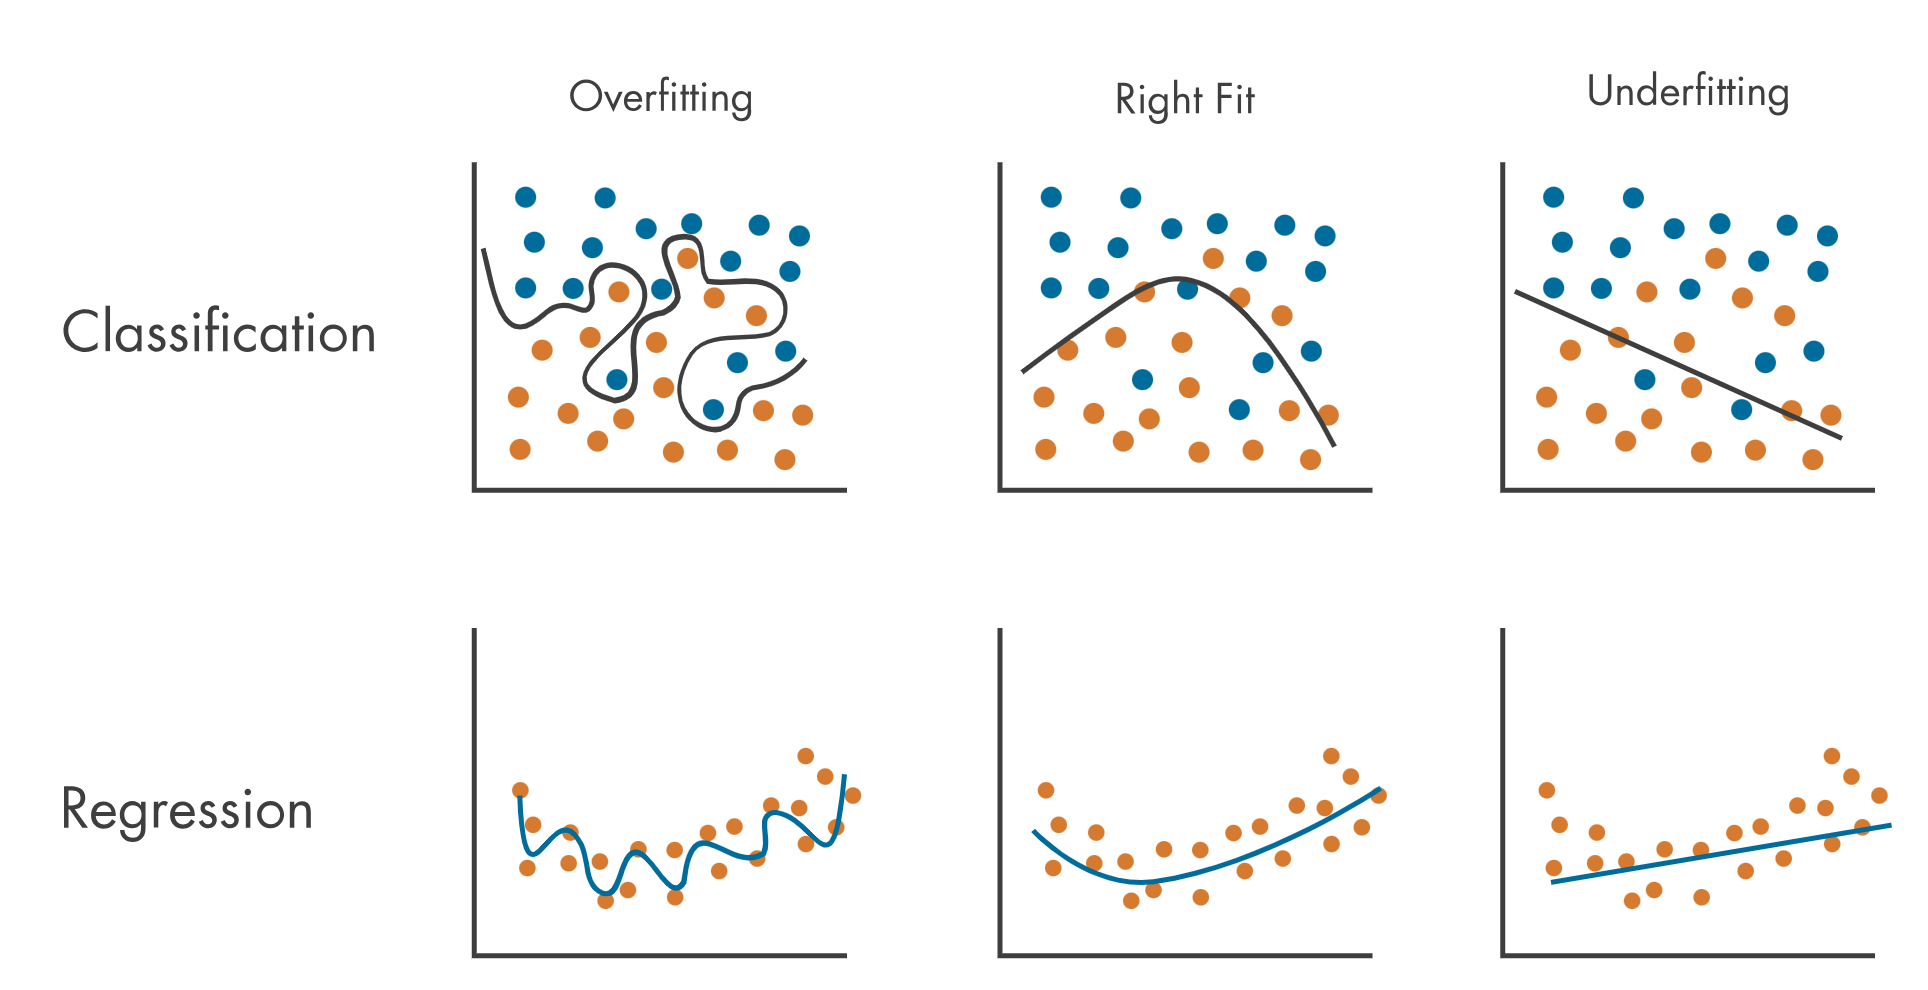 Overfitting
Right Fit
Underfitting
Classification
Regression